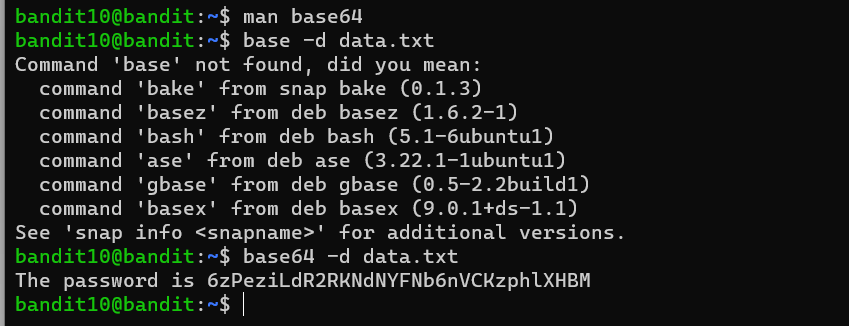 bandit10@bandit:~$ man base64
bandit10@bandit:~$ base -d data.txt
Command 'base' not found, did you mean:
  command 'bake' from snap bake (0.1.3)
  command 'basez' from deb basez (1.6.2-1)
  command 'bash' from deb bash (5.1-6ubuntu1)
  command 'ase' from deb ase (3.22.1-1ubuntu1)
  command 'gbase' from deb gbase (0.5-2.2build1)
  command 'basex' from deb basex (9.0.1+ds-1.1)
See 'snap info <snapname>' for additional versions.
bandit10@bandit:~$ base64 -d data.txt
The password is 6zPeziLdR2RKNdNYFNb6nVCKzphlXHBM
bandit10@bandit:~$